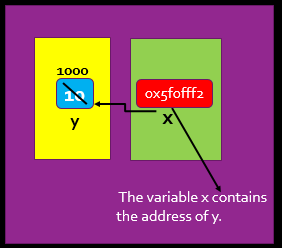 1000
10
0x5f0fff2
y
x
The variable x contains
the address of y.